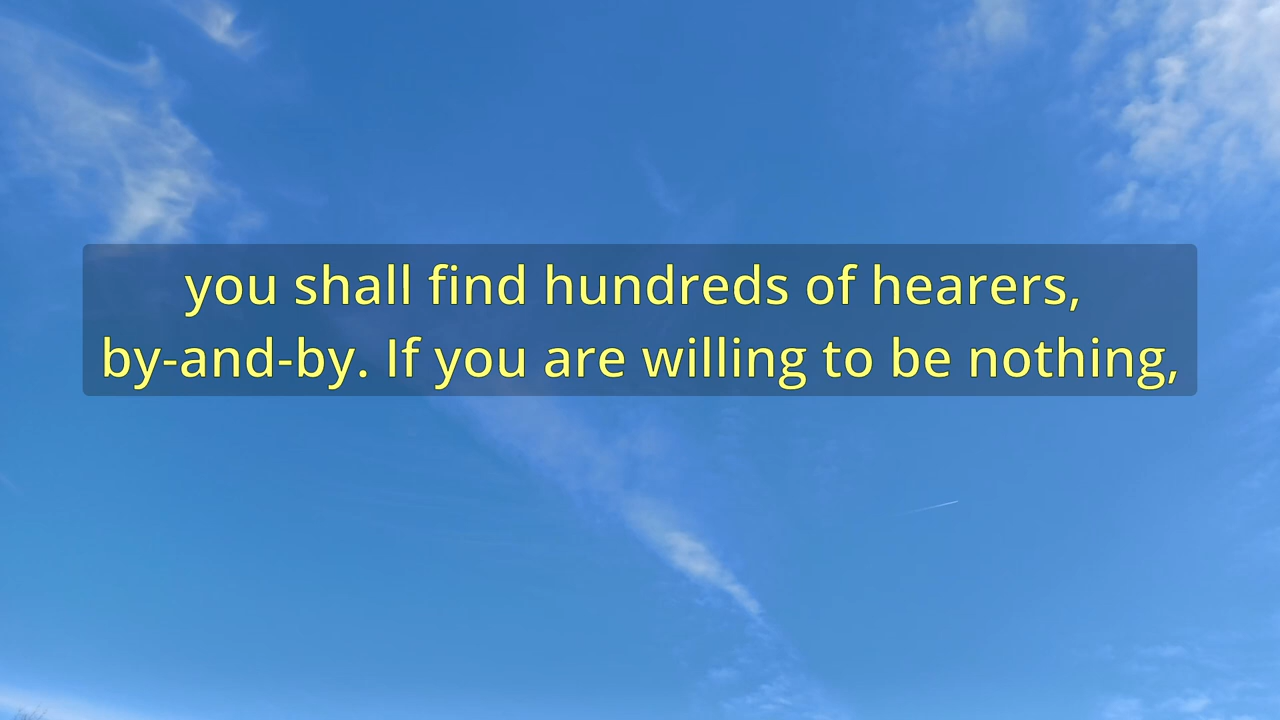 you shall find hundreds of hearers,
by-and-by. If you are willing to be nothing,